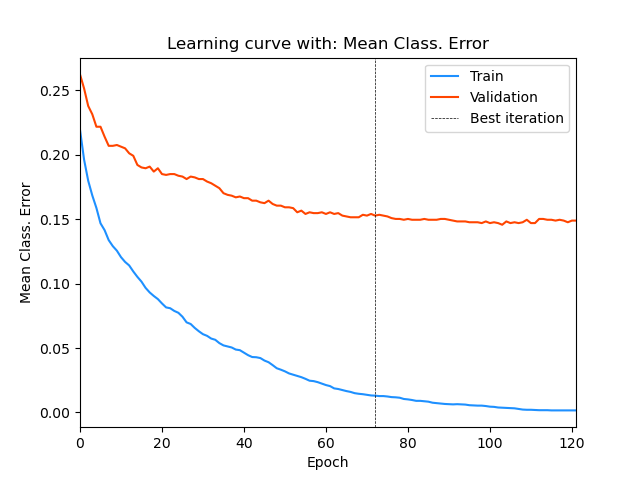 Learning curve with: Mean Class. Error
Train
Validation
Best iteration
Mean Class. Error
0.25
0.20
0.15
0.10
0.05
0.00
0 20 40 60 80 100 120
Epoch